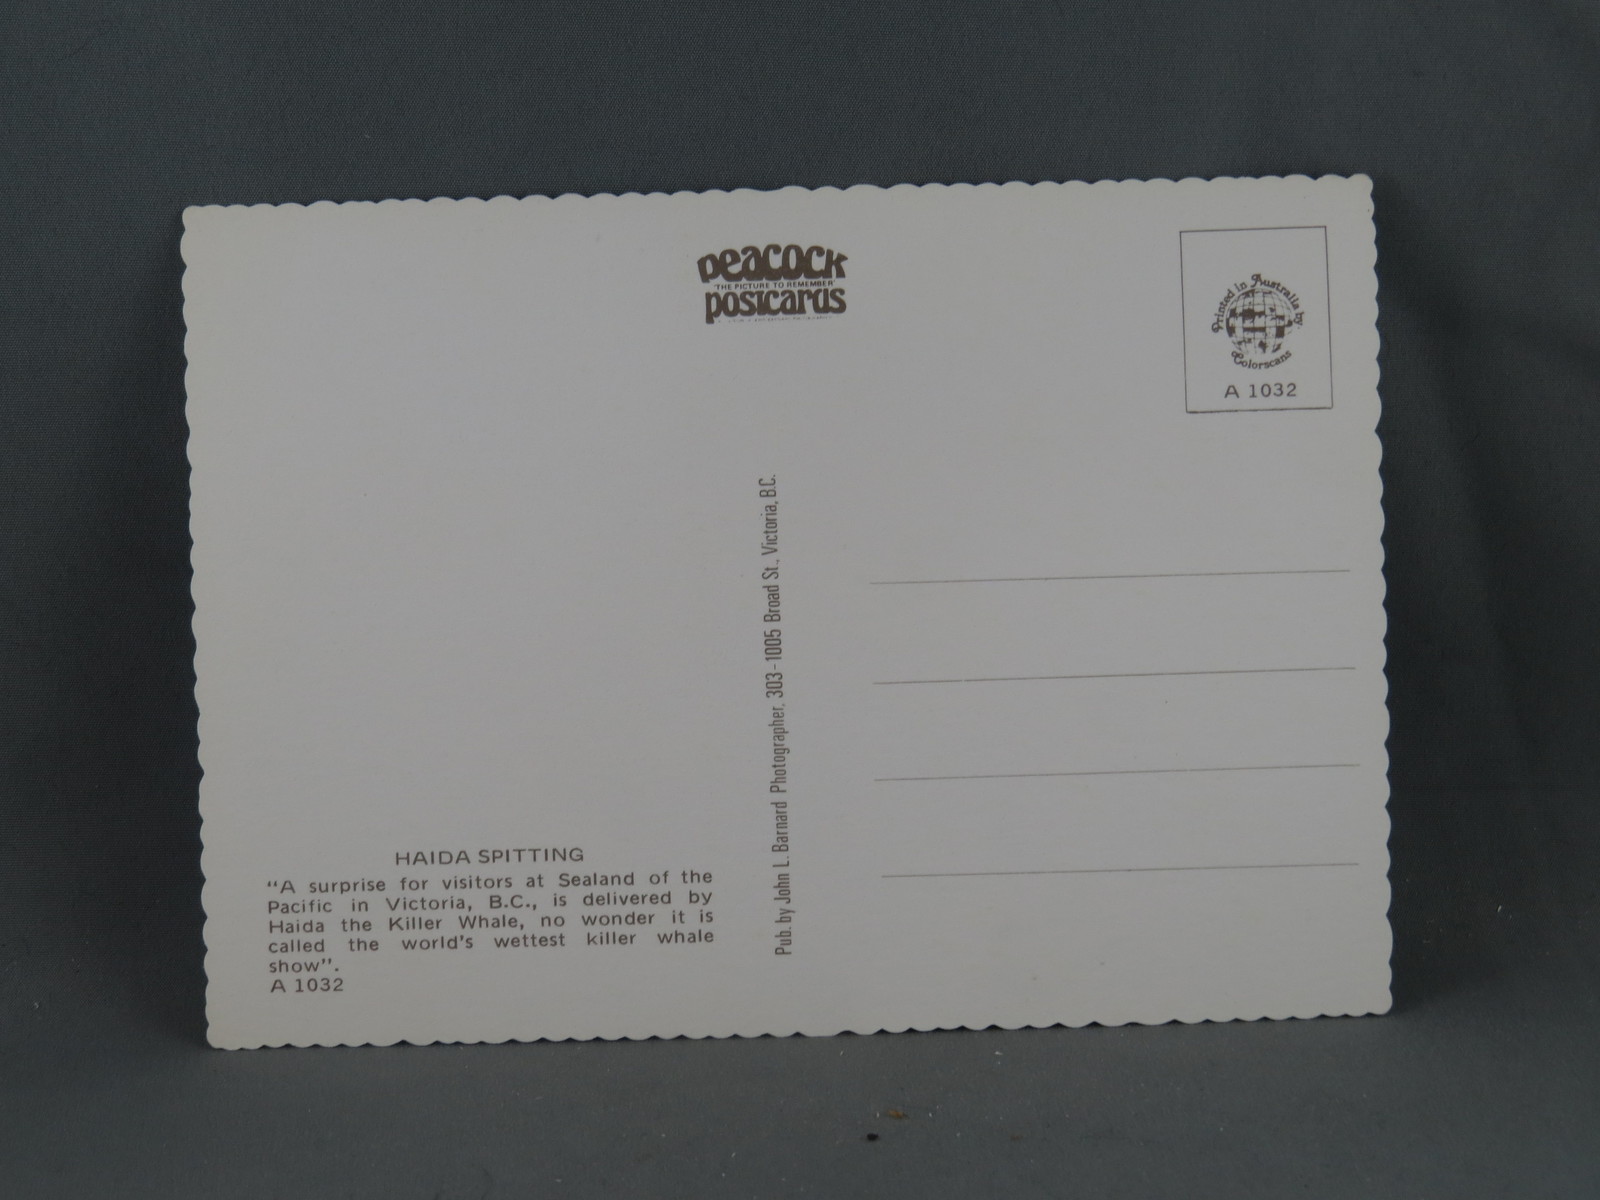 peacock
'THE PICTURE TO REMEMBER'
postcards
Printed in Australia by:
Colorscans
A 1032
Pub. by John L. Barnard Photographer, 303-1005 Broad St., Victoria, B.C.
HAIDA SPITTING
“A surprise for visitors at Sealand of the
Pacific in Victoria, B.C., is delivered by
Haida the Killer Whale, no wonder it is
called the world's wettest killer whale
show”.
A 1032